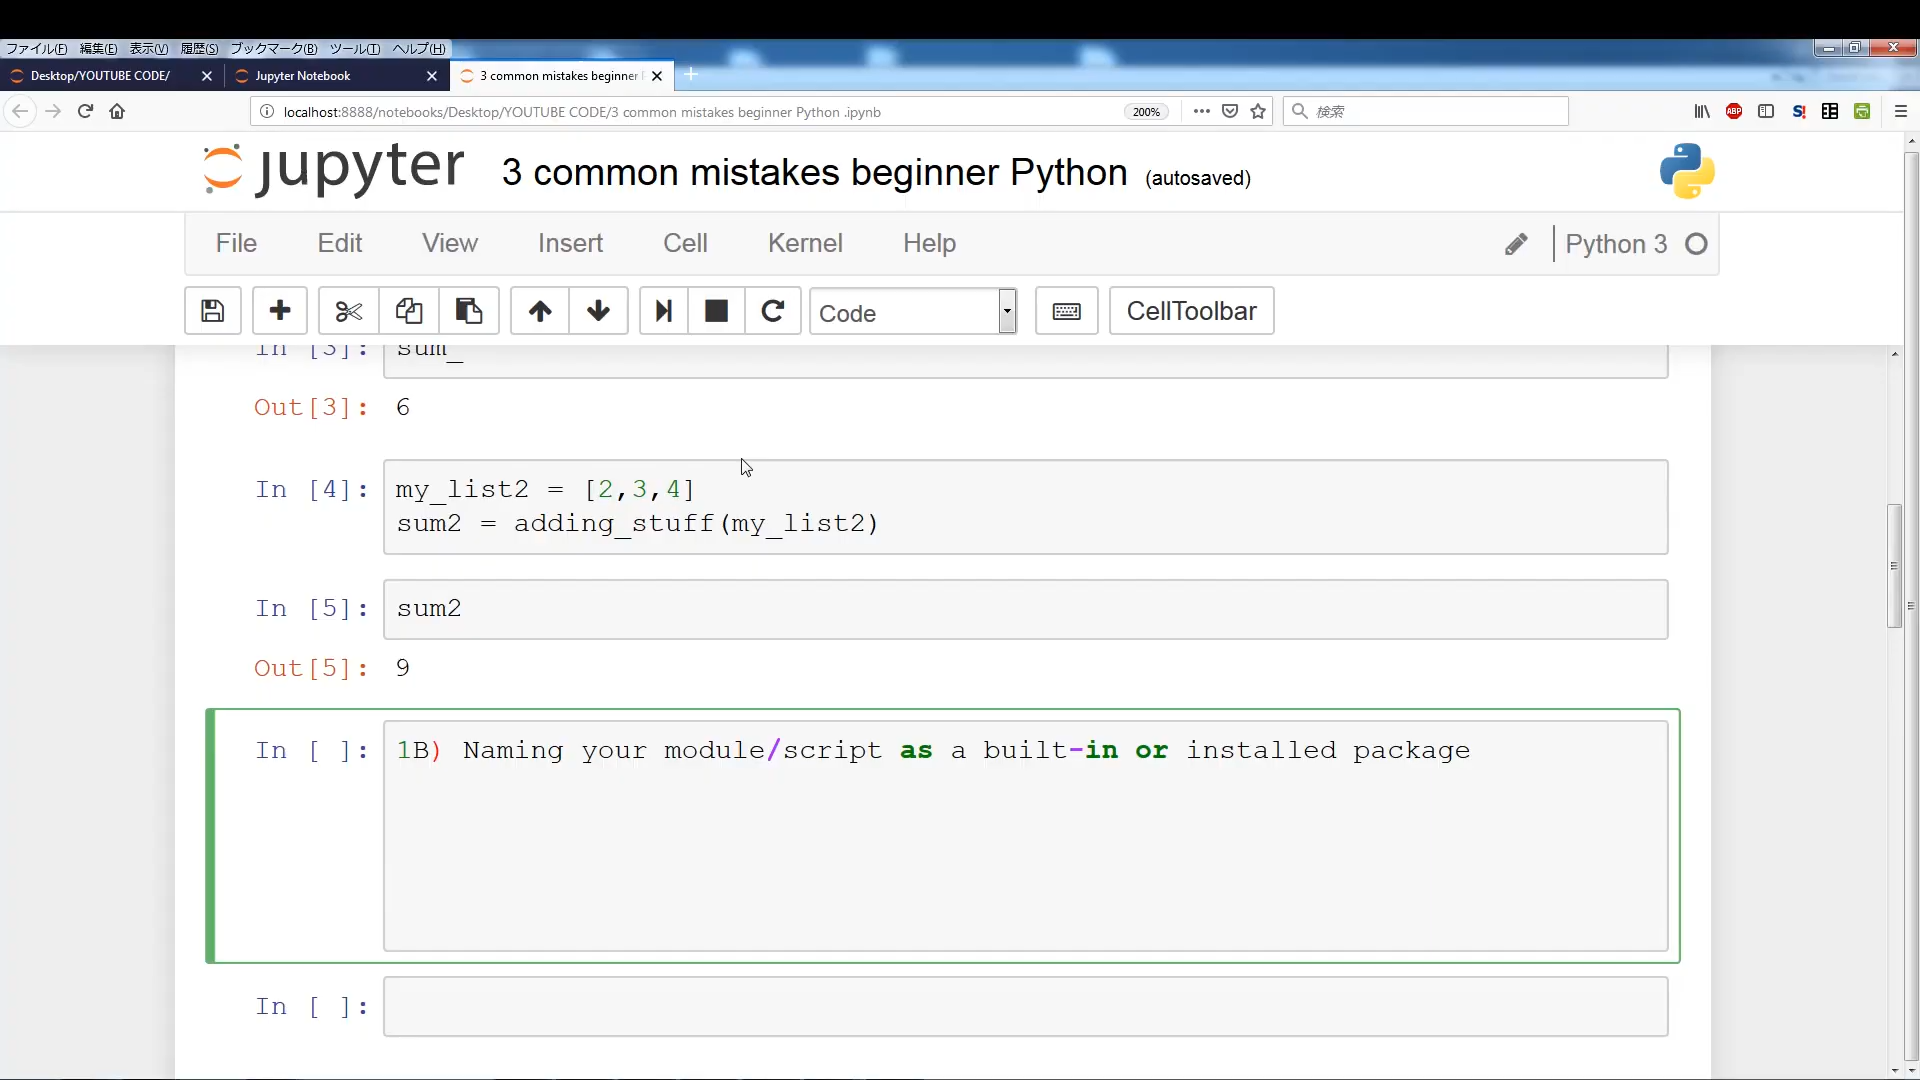 ファイル(F) 編集(E) 表示(V) 履歴(S) ブックマーク(B) ツール(T) ヘルプ(H)
Desktop/YOUTUBE CODE/ Jupyter Notebook 3 common mistakes beginner
localhost:8888/notebooks/Desktop/YOUTUBE CODE/3 common mistakes beginner Python .ipynb 200% 検索 ABP S!
jupyter 3 common mistakes beginner Python (autosaved)
File Edit View Insert Cell Kernel Help Python 3
Code CellToolbar
In [3]: sum_
Out[3]: 6
In [4]: my_list2 = [2,3,4]
sum2 = adding_stuff(my_list2)
In [5]: sum2
Out[5]: 9
In [ ]: 1B) Naming your module/script as a built-in or installed package
In [ ]: